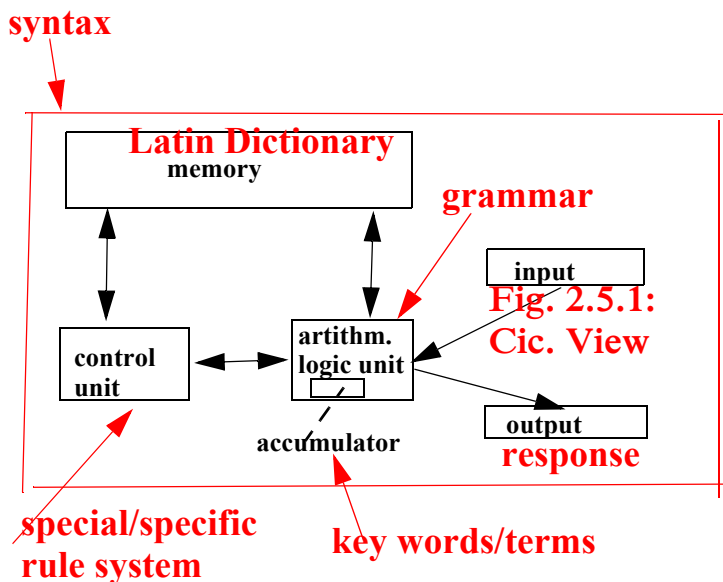 syntax
Latin Dictionary
memory
grammar
input
Fig. 2.5.1:
Cic. View
artithm.
logic unit
control
unit
accumulator
output
response
special/specific
rule system
key words/terms